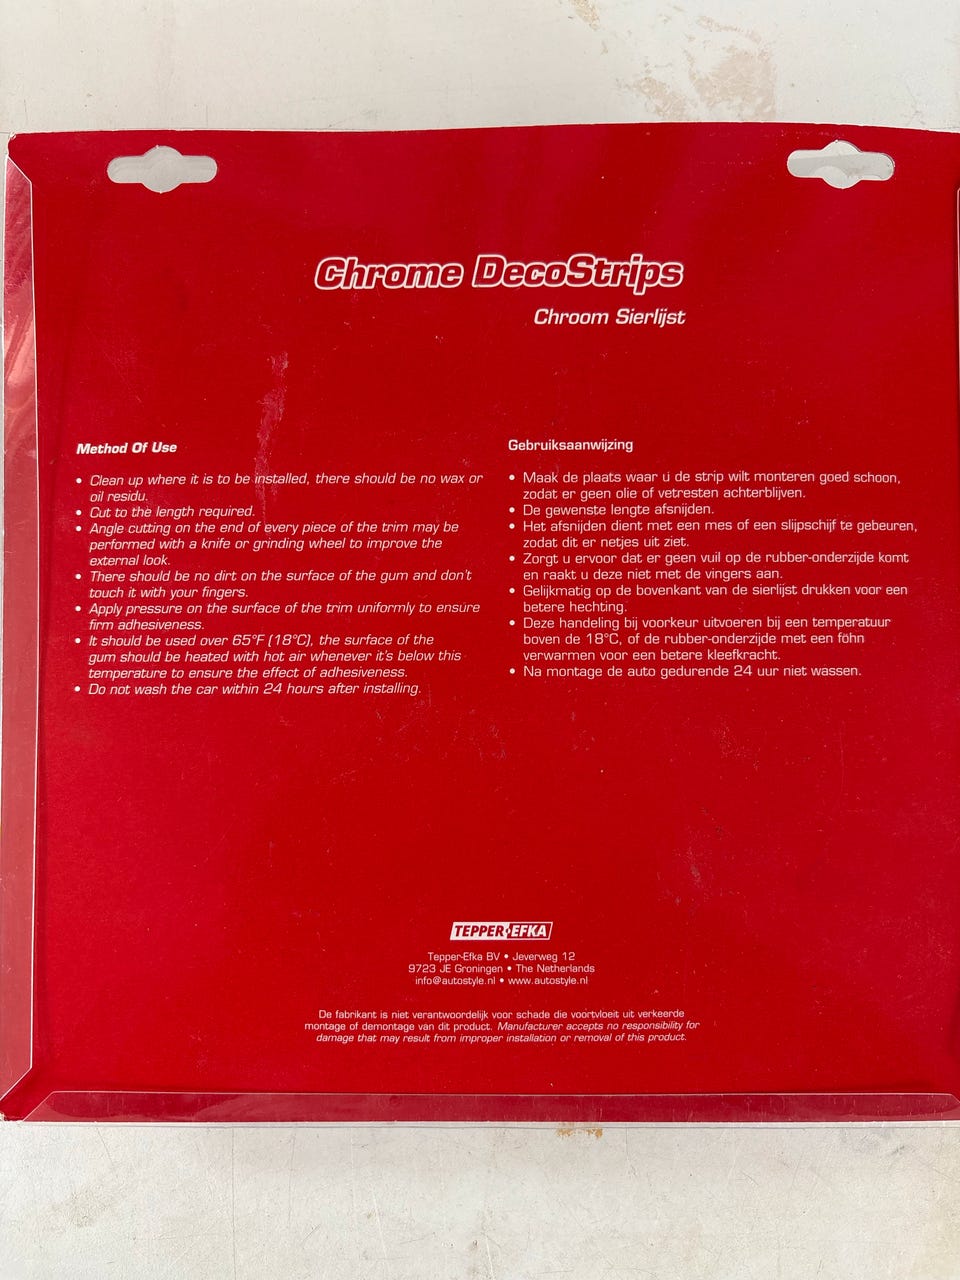 Chrome DecoStrips
Chroom Sierlijst
Method Of Use
• Clean up where it is to be installed, there should be no wax or
oil residu.
• Cut to the length required.
• Angle cutting on the end of every piece of the trim may be
performed with a knife or grinding wheel to improve the
external look.
• There should be no dirt on the surface of the gum and don't
touch it with your fingers.
• Apply pressure on the surface of the trim uniformly to ensure
firm adhesiveness.
• It should be used over 65°F (18°C), the surface of the
gum should be heated with hot air whenever it's below this
temperature to ensure the effect of adhesiveness.
• Do not wash the car within 24 hours after installing.
Gebruiksaanwijzing
• Maak de plaats waar u de strip wilt monteren goed schoon,
zodat er geen olie of vetresten achterblijven.
• De gewenste lengte afsnijden.
• Het afsnijden dient met een mes of een slijpschijf te gebeuren,
zodat dit er netjes uit ziet.
• Zorgt u ervoor dat er geen vuil op de rubber-onderzijde komt
en raakt u deze niet met de vingers aan.
• Gelijkmatig op de bovenkant van de sierlijst drukken voor een
betere hechting.
• Deze handeling bij voorkeur uitvoeren bij een temperatuur
boven de 18°C, of de rubber-onderzijde met een föhn
verwarmen voor een betere kleefkracht.
• Na montage de auto gedurende 24 uur niet wassen.
TEPPER EFKA
Tepper-Efka BV • Jeverweg 12
9723 JE Groningen • The Netherlands
info@autostyle.nl • www.autostyle.nl
De fabrikant is niet verantwoordelijk voor schade die voortvloeit uit verkeerde
montage of demontage van dit product. Manufacturer accepts no responsibility for
damage that may result from improper installation or removal of this product.